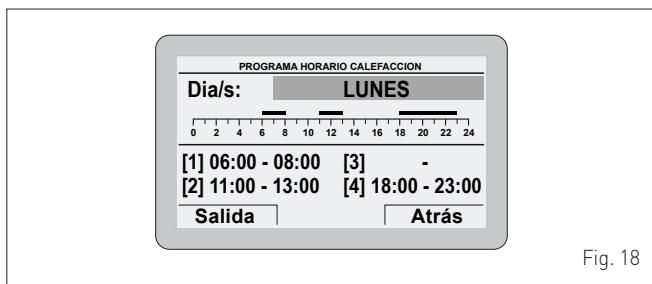 PROGRAMA HORARIO CALEFACCION
Dia/s: LUNES
0 2 4 6 8 10 12 14 16 18 20 22 24
[1] 06:00 - 08:00 [3] -
[2] 11:00 - 13:00 [4] 18:00 - 23:00
Salida Atrás
Fig. 18